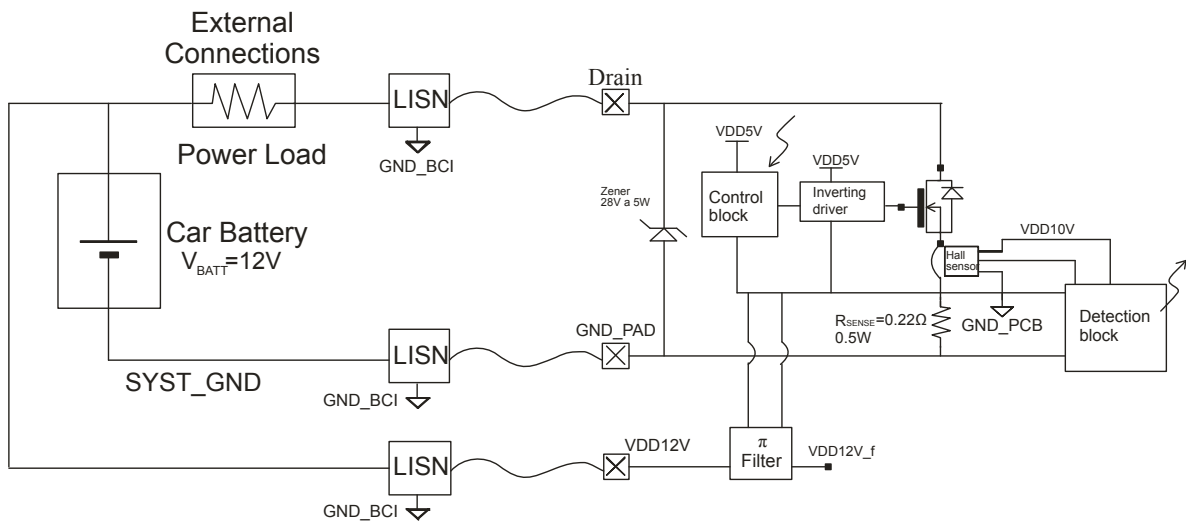 External
Connections
Power Load
LISN
GND_BCI
Drain
Car Battery
VBATT=12V
SYST_GND
LISN
GND_BCI
GND_PAD
LISN
GND_BCI
VDD12V
Zener
28V a 5W
VDD5V
Control
block
VDD5V
Inverting
driver
Hall
sensor
VDD10V
RSENSE=0.22Ω
0.5W
GND_PCB
Detection
block
π
Filter
VDD12V_f